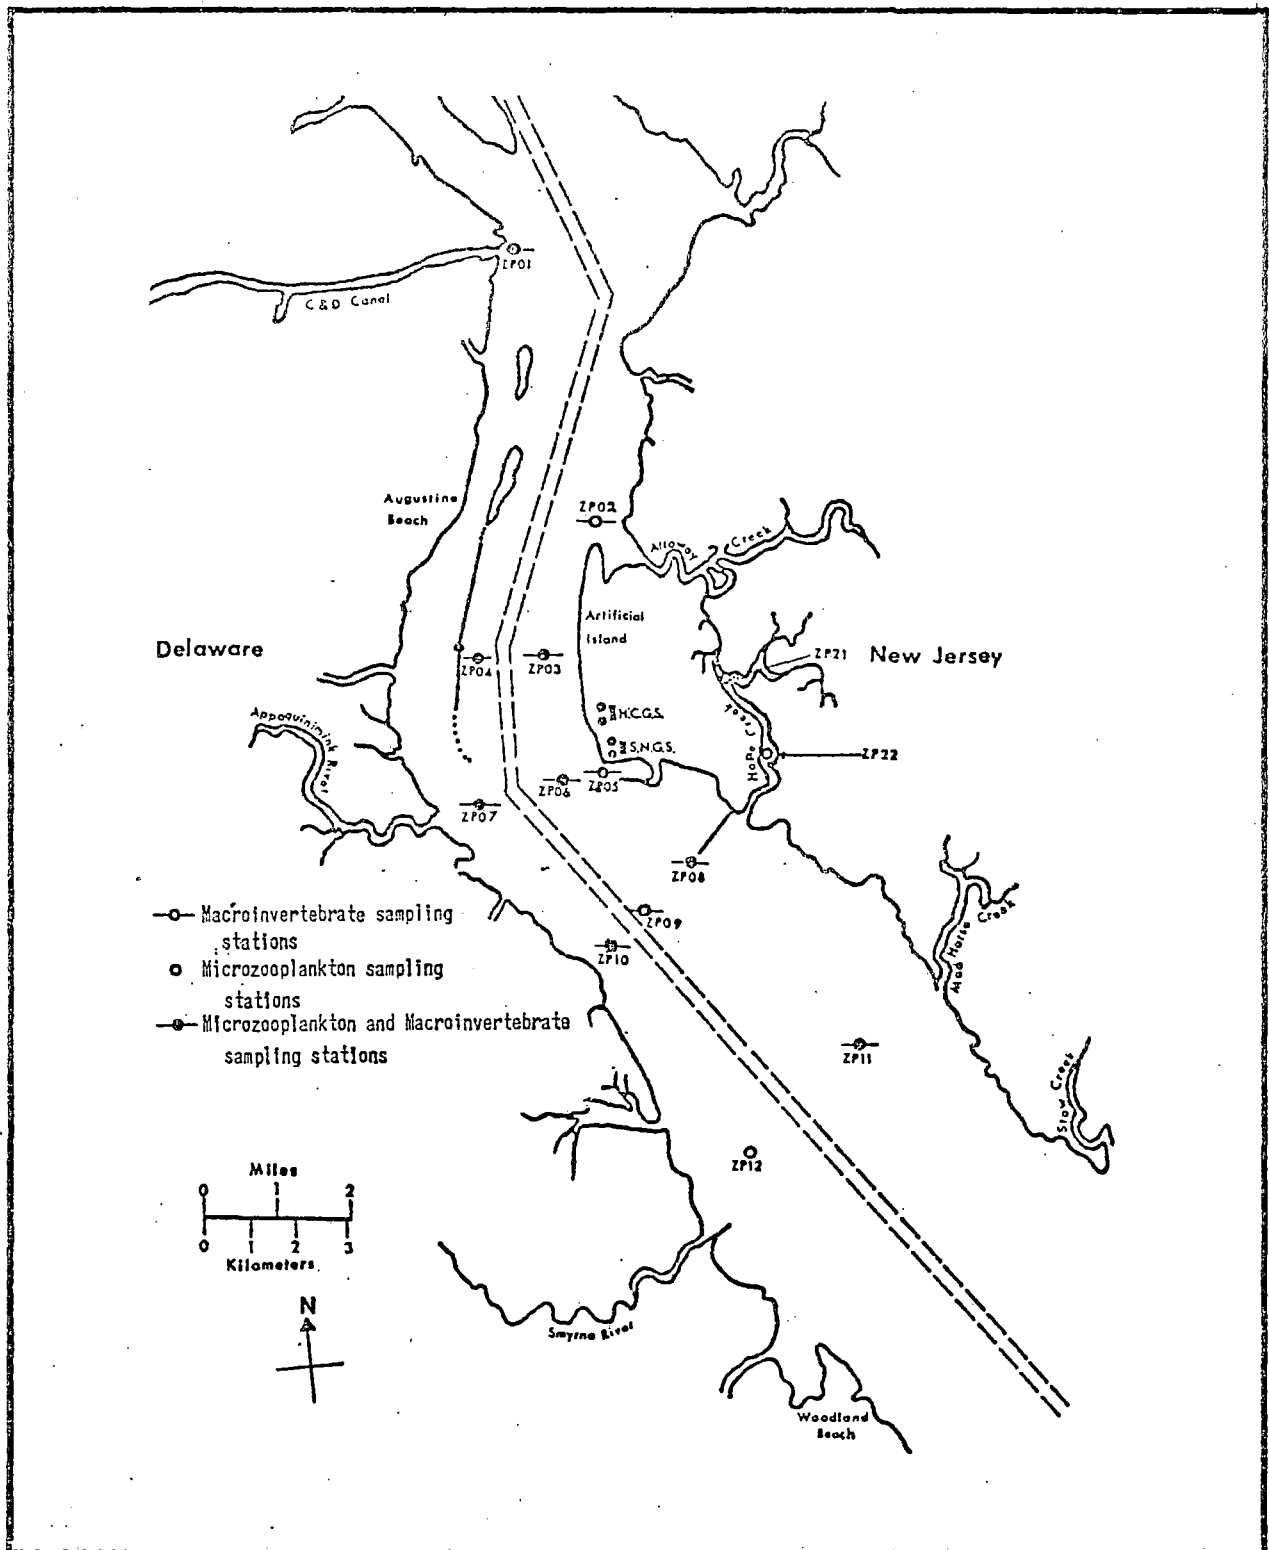 ZP01
C&D Canal
Augustine
Beach
ZP02
Alloway Creek
Artificial
Island
Delaware
ZP04
ZP03
ZP21
New Jersey
Appoquinimink River
H.C.G.S.
S.N.G.S.
Hope Creek
ZP22
ZP06
ZP05
ZP07
ZP08
Macroinvertebrate sampling
stations
ZP09
ZP10
Mad Horse Creek
Microzooplankton sampling
stations
Microzooplankton and Macroinvertebrate
sampling stations
ZP11
Stow Creek
ZP12
Miles
0 1 2
0 1 2 3
Kilometers
N
Smyrna River
Woodland
Beach